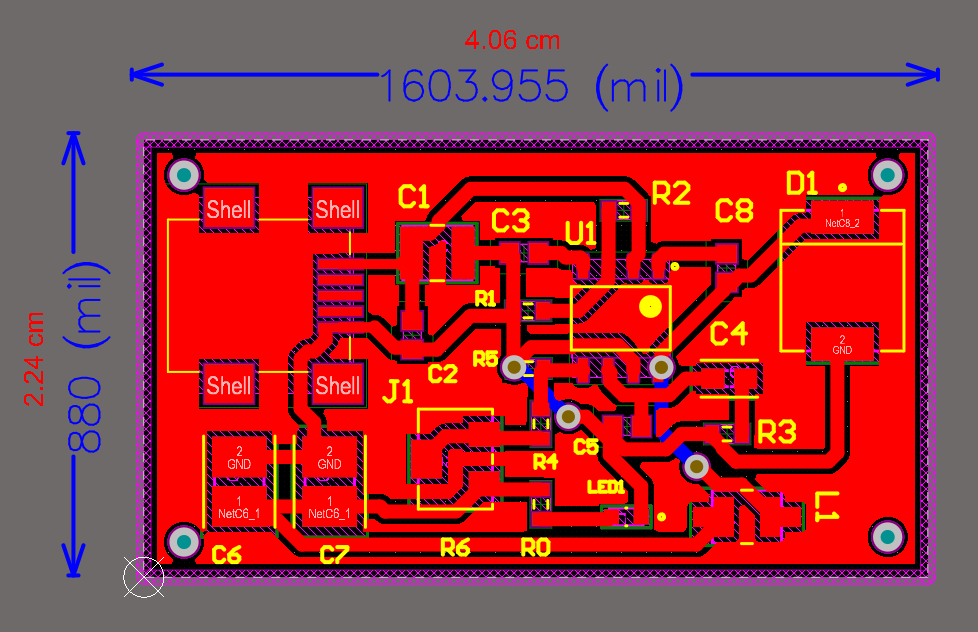 4.06 cm
1603.955 (mil)
2.24 cm
880 (mil)
Shell
Shell
C1
C3
U1
R2
C8
D1
1
NetC8_2
R1
R5
C2
C4
2
GND
Shell
Shell
J1
R3
2
GND
2
GND
1
NetC6_1
1
NetC6_1
C5
R4
LED1
L1
C6
C7
R6
R0